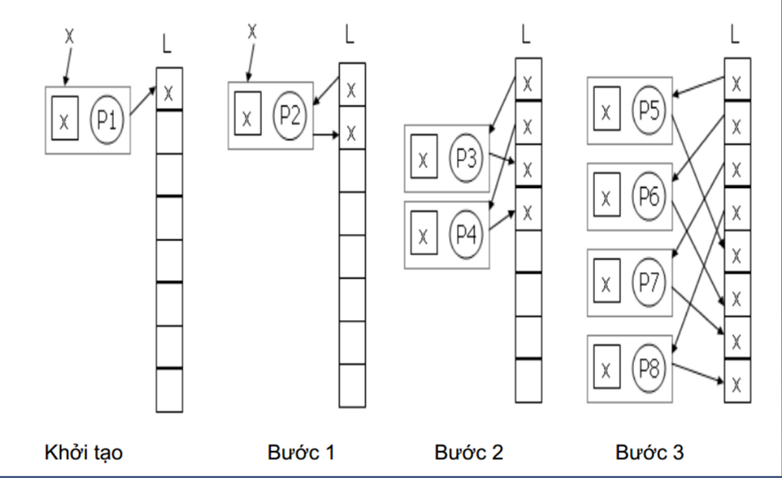 X
L
X
P1
X
X
L
X
P2
X
X
L
X
P3
X
P4
X
X
X
X
L
X
P5
X
P6
X
P7
X
P8
X
X
X
X
X
X
X
X
Khởi tạo
Bước 1
Bước 2
Bước 3